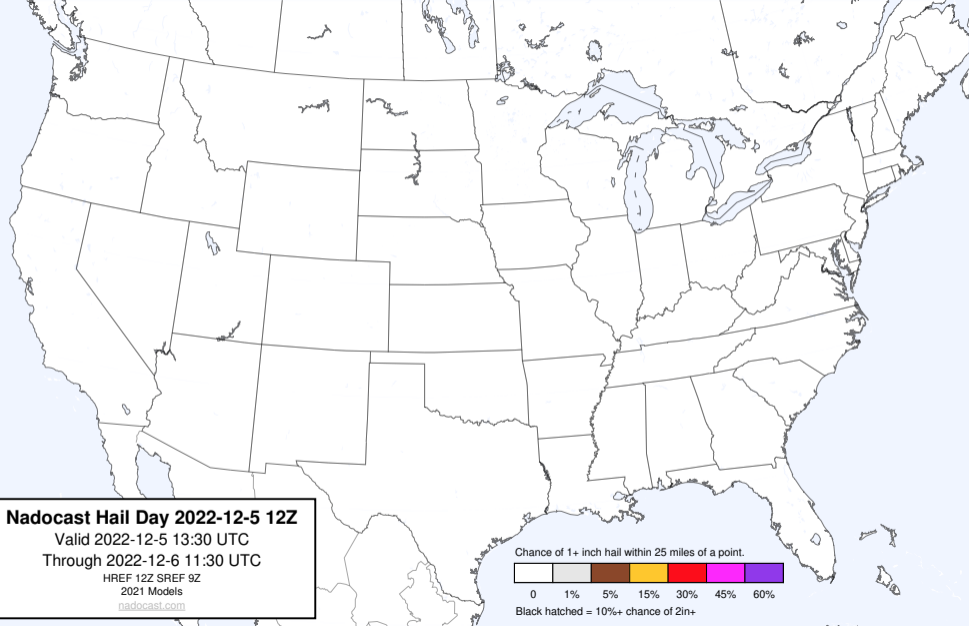 Nadocast Hail Day 2022-12-5 12Z
Valid 2022-12-5 13:30 UTC
Through 2022-12-6 11:30 UTC
HREF 12Z SREF 9Z
2021 Models
nadocast.com
Chance of 1+ inch hail within 25 miles of a point.
0 1% 5% 15% 30% 45% 60%
Black hatched = 10%+ chance of 2in+